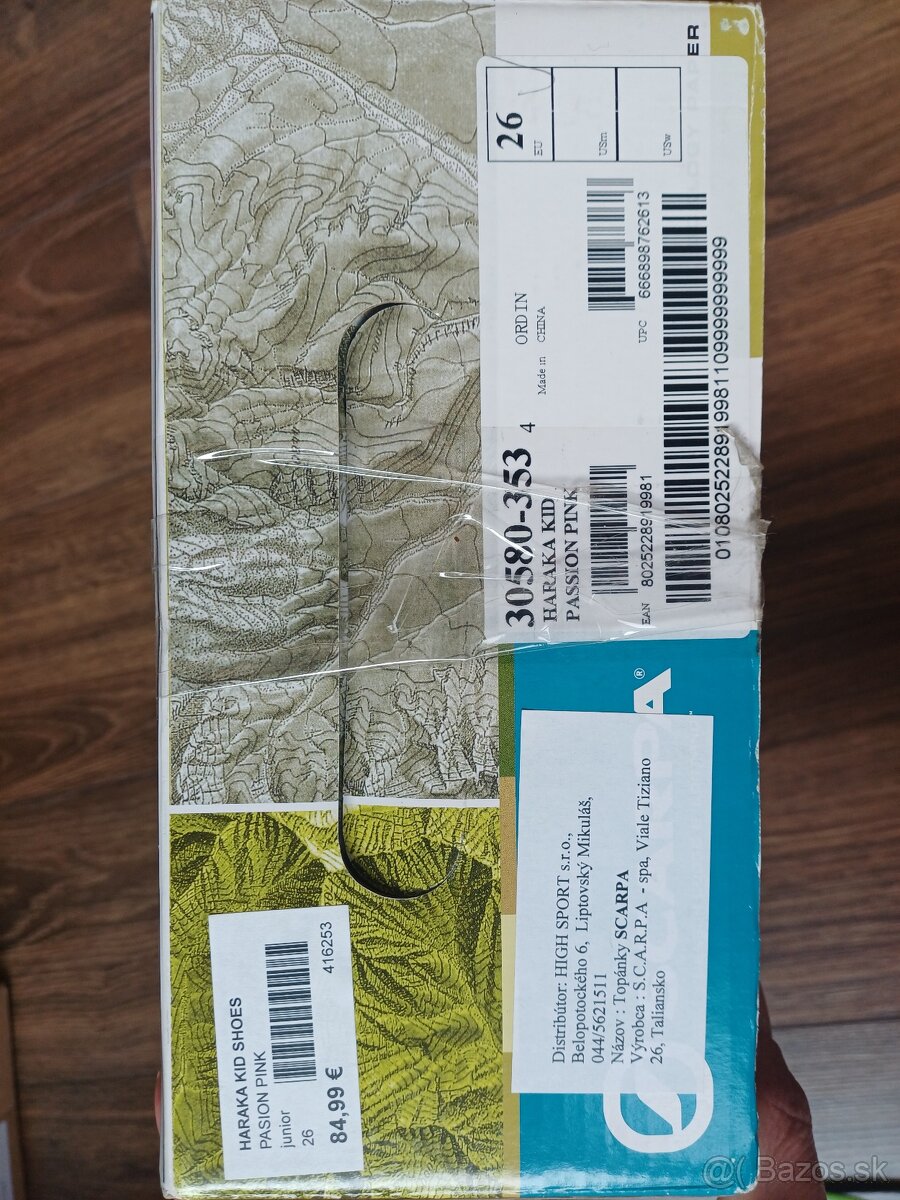 HARAKA KID SHOES
PASION PINK
junior
26
84,99 €
416253
Distribútor: HIGH SPORT s.r.o.,
Belopotockého 6, Liptovský Mikuláš,
044/5621511
Názov : Topánky SCARPA
Výrobca : S.C.A.R.P.A - spa, Viale Tiziano
26, Taliansko
A®
30580-353 4 ORD IN
HARAKA KID Made in CHINA
PASSION PINK
26
EU
USm
USw
EAN 8025228919981
UPC 666898762613
01080252289199811099999999999
ER
@ Bazos.sk